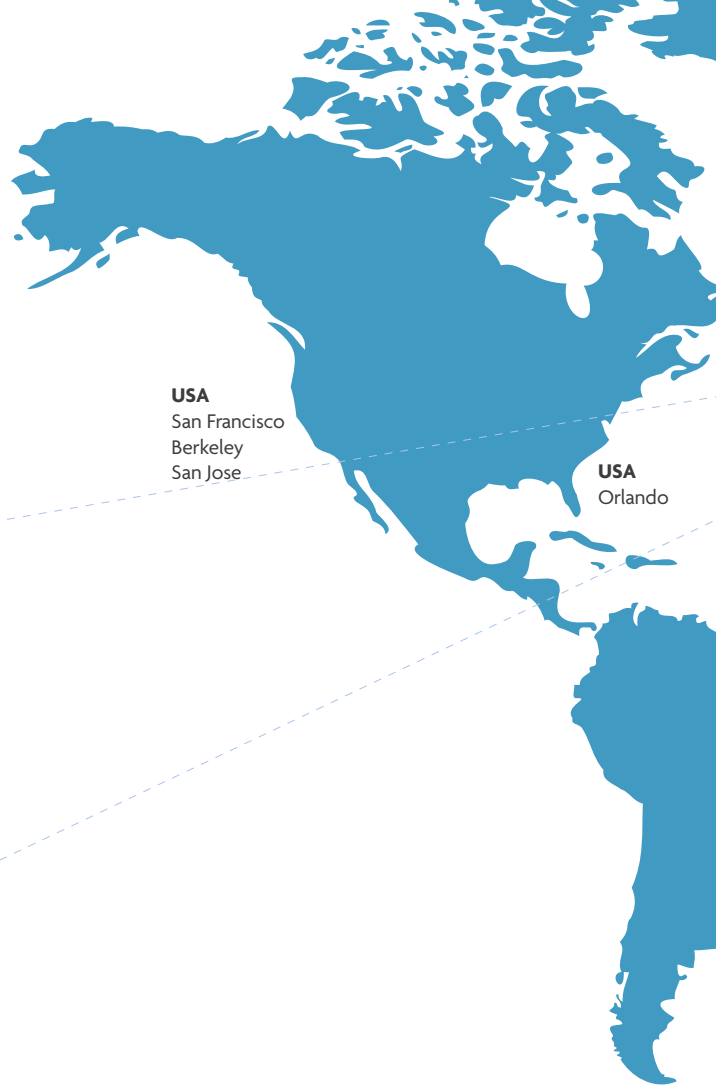 USA
San Francisco
Berkeley
San Jose
USA
Orlando